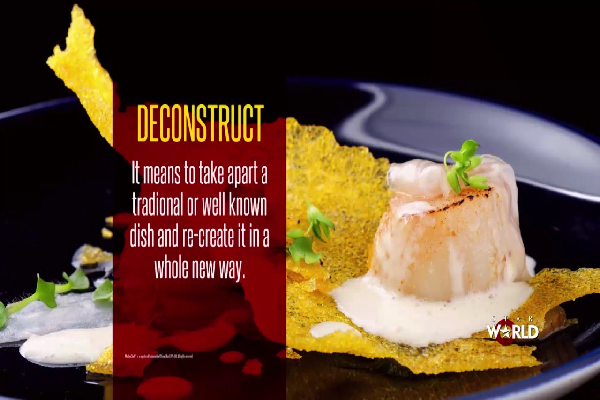 DECONSTRUCT
It means to take apart a
tradional or well known
dish and re-create it in a
whole new way.
STAR
WORLD